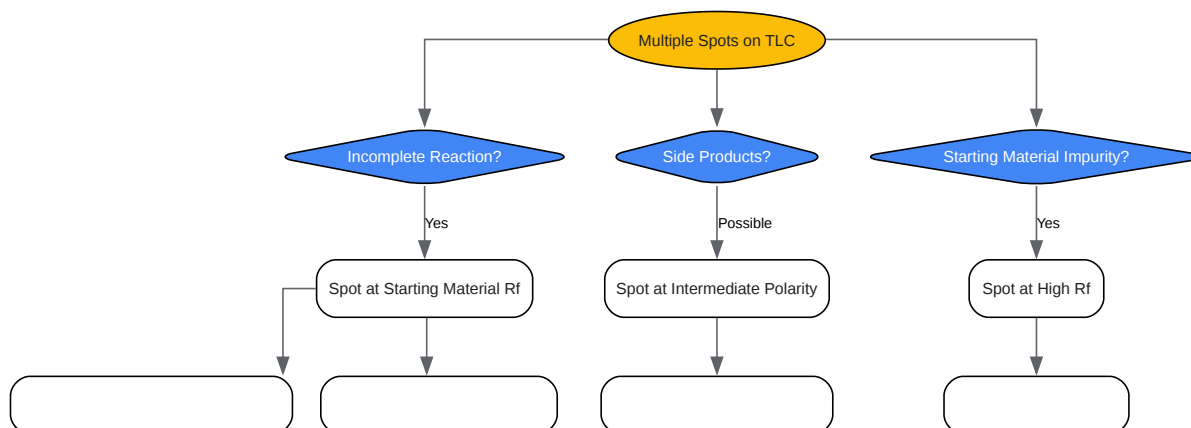 Multiple Spots on TLC
Incomplete Reaction?
Side Products?
Starting Material Impurity?
Yes
Possible
Yes
Spot at Starting Material Rf
Spot at Intermediate Polarity
Spot at High Rf